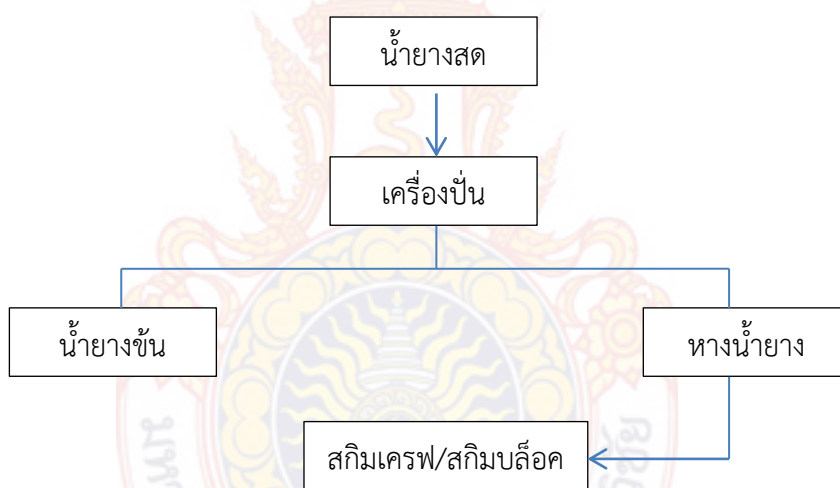 น้ำยางสด
เครื่องปั่น
น้ำยางข้น
หางน้ำยาง
สกิมเครฟ/สกิมบล็อค